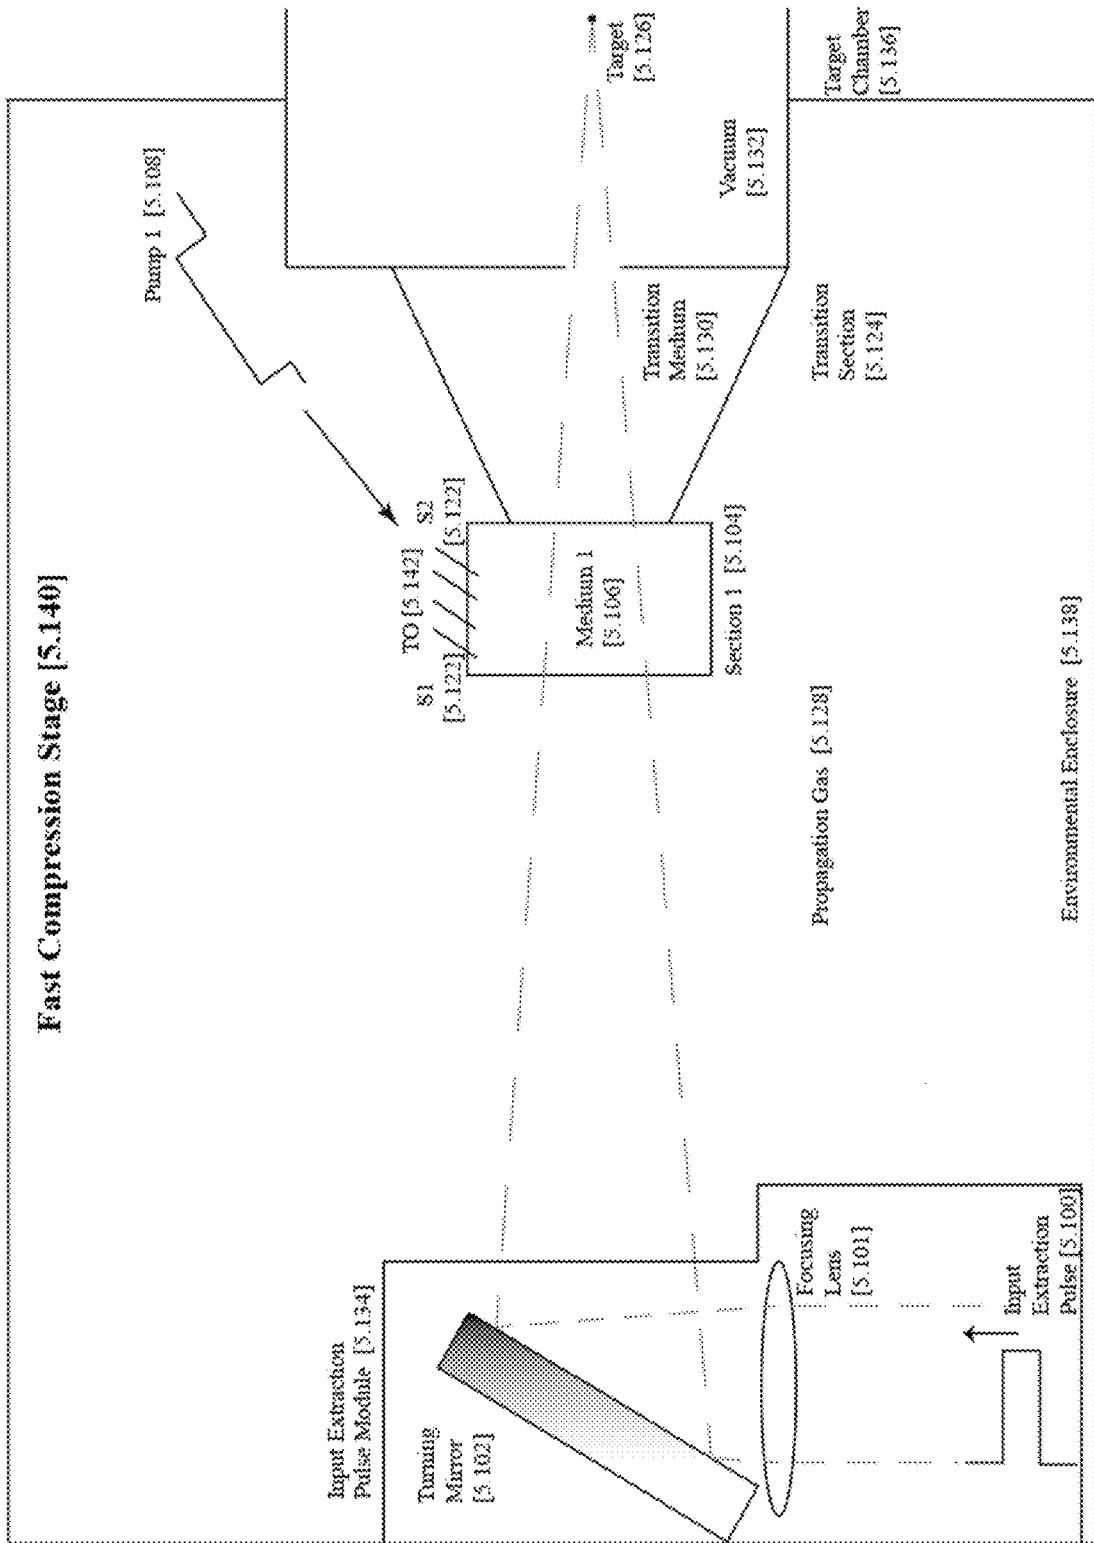 Fast Compression Stage [5.140]
Input Extraction
Pulse Module [5.134]
Turning
Mirror
[5.102]
Focusing
Lens
[5.101]
Input
Extraction
Pulse [5.100]
S1
[5.122]
TO [5.142]
S2
[5.122]
Pump 1 [5.108]
Medium 1
[5.106]
Section 1 [5.104]
Propagation Gas [5.128]
Environmental Enclosure [5.138]
Transition
Medium
[5.130]
Transition
Section
[5.124]
Vacuum
[5.132]
Target
[5.126]
Target
Chamber
[5.136]